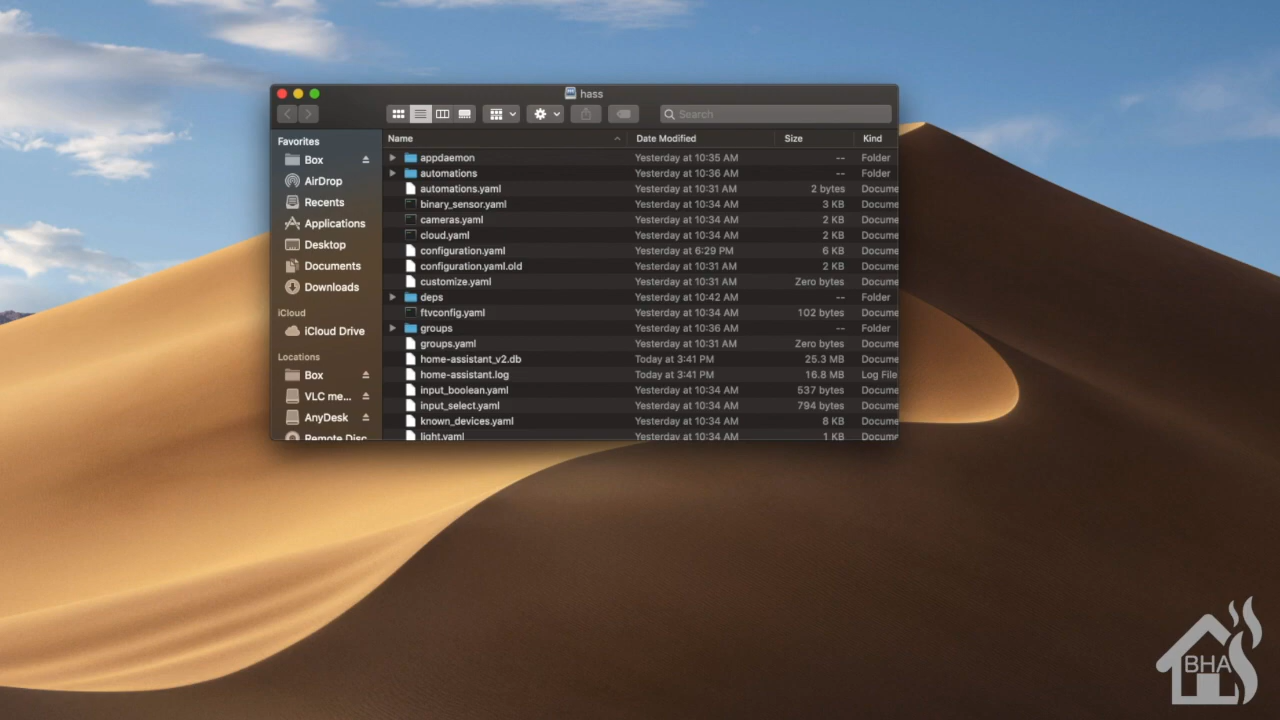 hass
Search
Name Date Modified Size Kind
Favorites
Box
AirDrop
Recents
Applications
Desktop
Documents
Downloads
iCloud
iCloud Drive
Locations
Box
VLC me...
AnyDesk
Remote Disc
appdaemon Yesterday at 10:35 AM -- Folder
automations Yesterday at 10:36 AM -- Folder
automations.yaml Yesterday at 10:31 AM 2 bytes Docume
binary_sensor.yaml Yesterday at 10:34 AM 3 KB Docume
cameras.yaml Yesterday at 10:34 AM 2 KB Docume
cloud.yaml Yesterday at 10:34 AM 2 KB Docume
configuration.yaml Yesterday at 6:29 PM 6 KB Docume
configuration.yaml.old Yesterday at 10:31 AM 2 KB Docume
customize.yaml Yesterday at 10:31 AM Zero bytes Docume
deps Yesterday at 10:42 AM -- Folder
ftvconfig.yaml Yesterday at 10:34 AM 102 bytes Docume
groups Yesterday at 10:36 AM -- Folder
groups.yaml Yesterday at 10:31 AM Zero bytes Docume
home-assistant_v2.db Today at 3:41 PM 25.3 MB Docume
home-assistant.log Today at 3:41 PM 16.8 MB Log File
input_boolean.yaml Yesterday at 10:34 AM 537 bytes Docume
input_select.yaml Yesterday at 10:34 AM 794 bytes Docume
known_devices.yaml Yesterday at 10:34 AM 8 KB Docume
light.yaml Yesterday at 10:34 AM 1 KB Docume
BHA